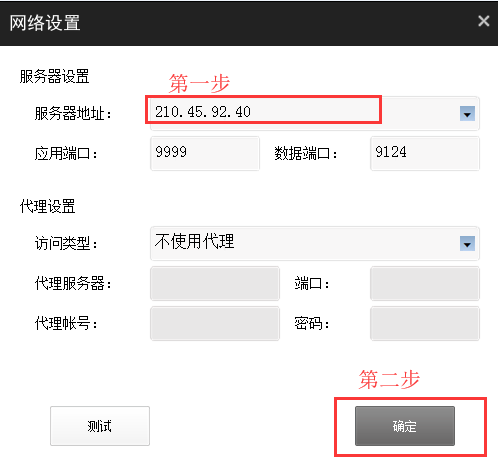 网络设置
服务器设置
第一步
服务器地址： 210.45.92.40
应用端口： 9999 数据端口： 9124
代理设置
访问类型： 不使用代理
代理服务器： 端口：
代理帐号： 密码：
第二步
测试 确定